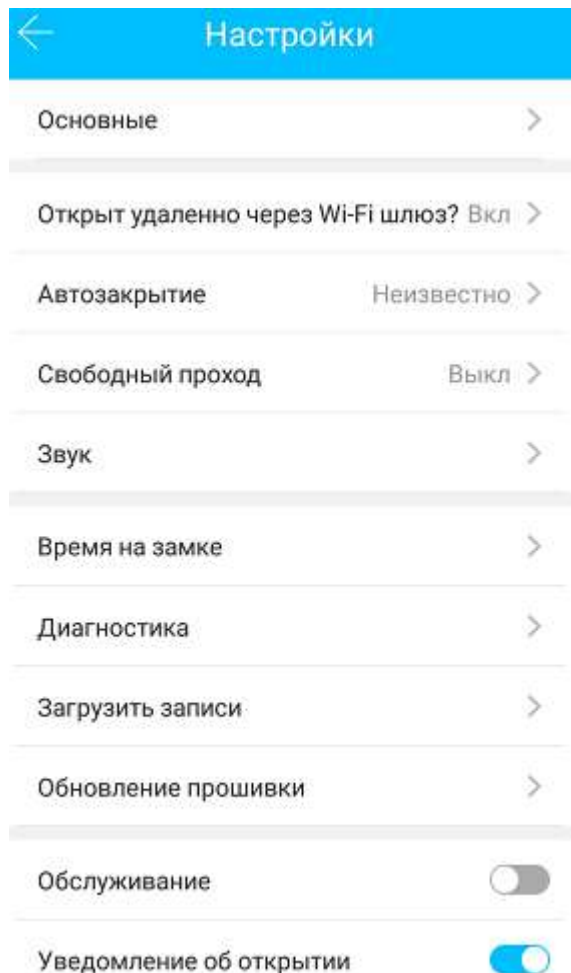 Настройки
Основные
Открыт удаленно через Wi-Fi шлюз? Вкл
Автозакрытие Неизвестно
Свободный проход Выкл
Звук
Время на замке
Диагностика
Загрузить записи
Обновление прошивки
Обслуживание
Уведомление об открытии